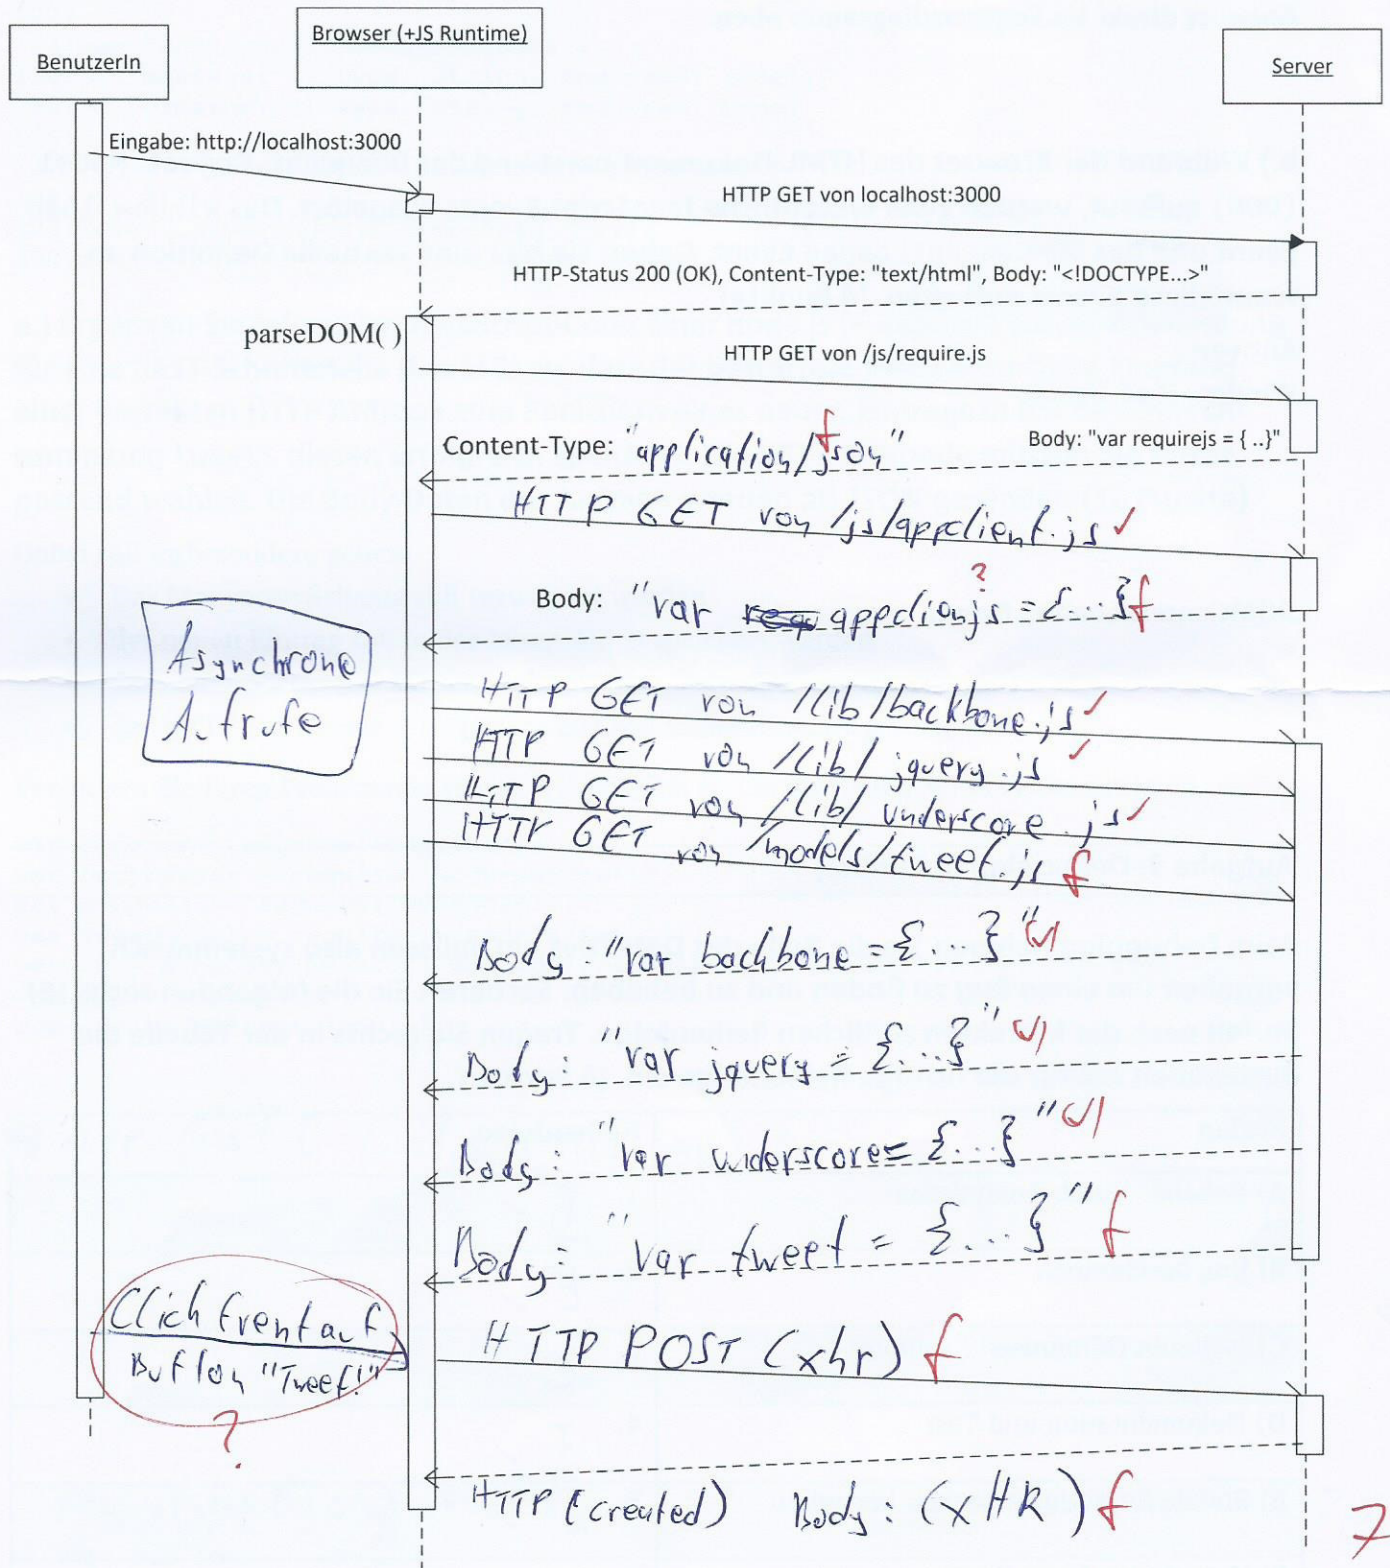 BenutzerIn
Browser (+JS Runtime)
Server
Eingabe: http://localhost:3000
HTTP GET von localhost:3000
HTTP-Status 200 (OK), Content-Type: "text/html", Body: "<!DOCTYPE...>"
parseDOM( )
HTTP GET von /js/require.js
Content-Type: "application/json" f
Body: "var requirejs = { ..}"
HTTP GET von /js/appclient.js ✓
Body: "var appclionjs = {...} f
?
Asynchrone
Aufrufe
HTTP GET von /lib/backbone.js ✓
HTTP GET von /lib/jquery.js ✓
HTTP GET von /lib/underscore.js ✓
HTTP GET von /models/tweet.js f
Body: "var backbone = {...}" (✓)
Body: "var jquery = {...}" (✓)
Body: "var underscore = {...}" (✓)
Body: "var tweet = {...}" f
Click Event auf
Button "Tweet!"
?
HTTP POST (xhr) f
HTTP (created) Body: (xHR) f
7